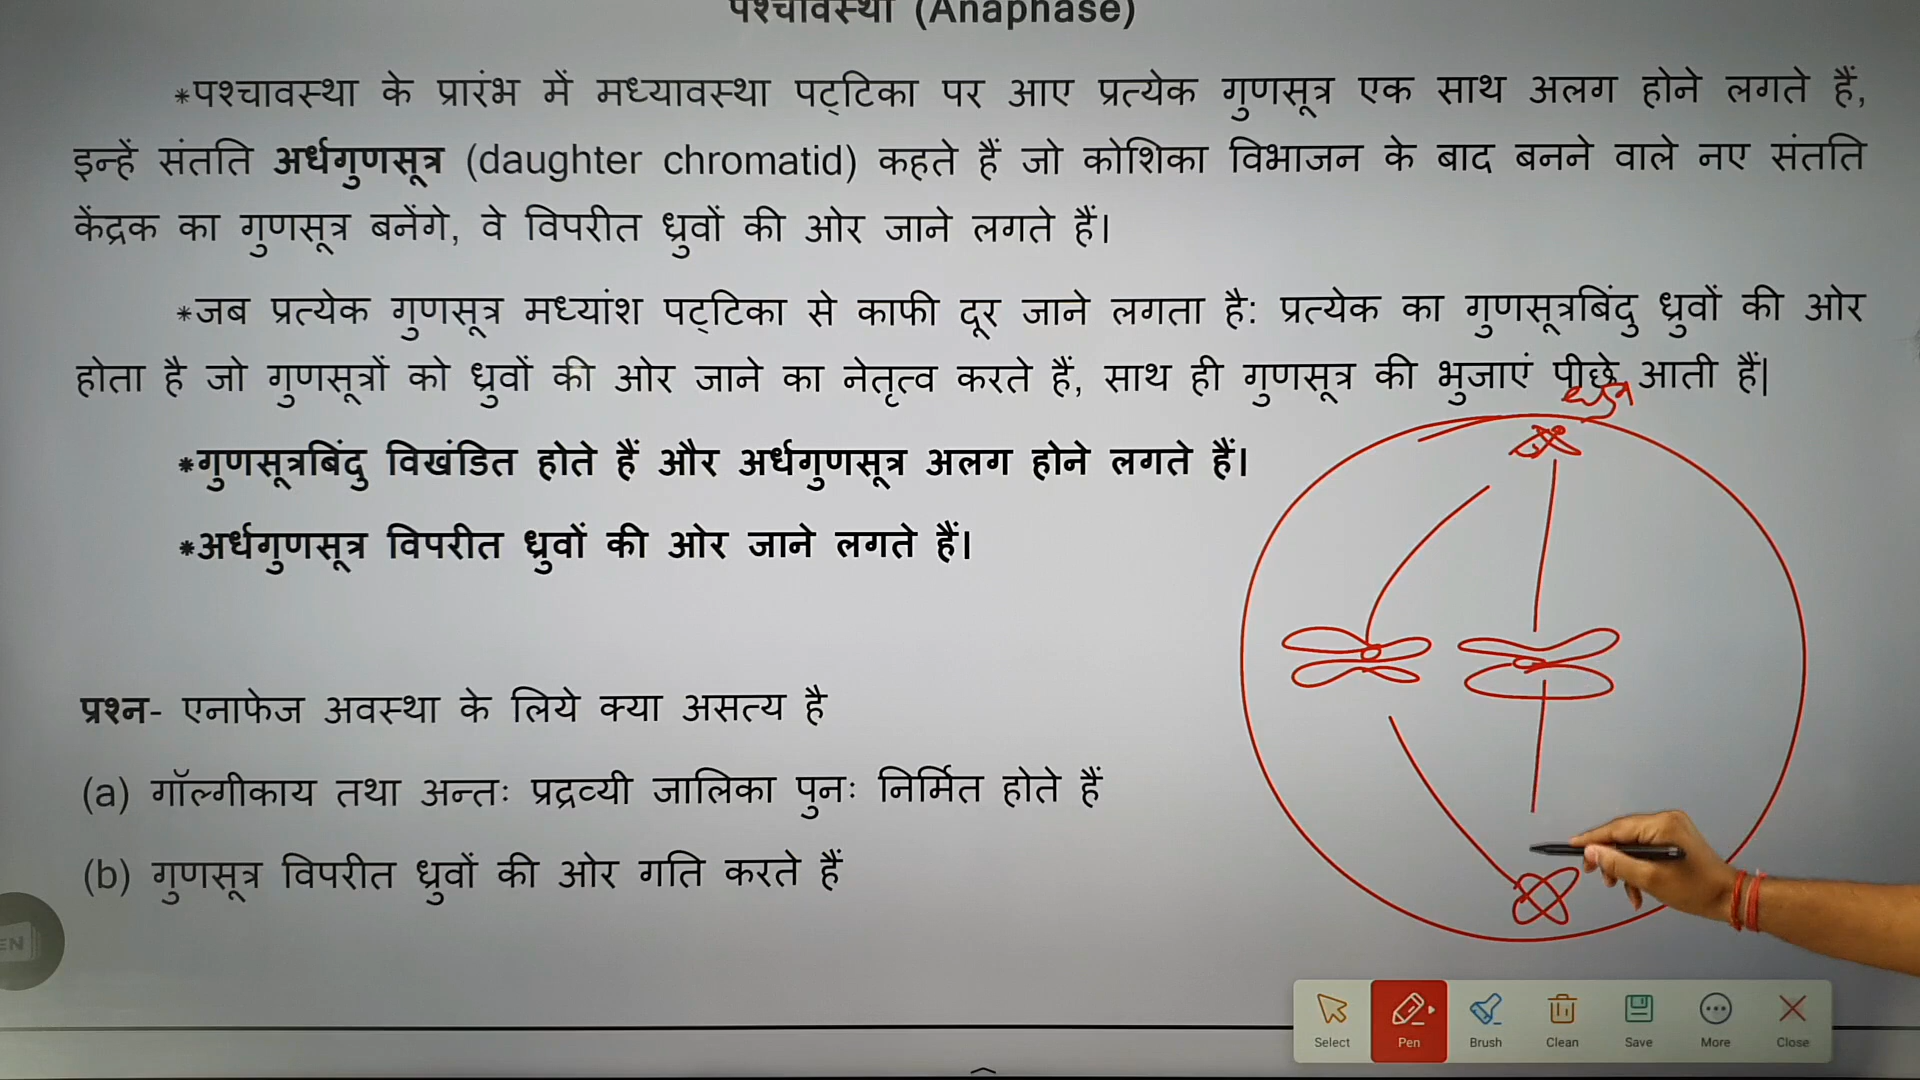 पश्चावस्था (Anaphase)
*पश्चावस्था के प्रारंभ में मध्यावस्था पट्टिका पर आए प्रत्येक गुणसूत्र एक साथ अलग होने लगते हैं,
इन्हें संतति अर्धगुणसूत्र (daughter chromatid) कहते हैं जो कोशिका विभाजन के बाद बनने वाले नए संतति
केंद्रक का गुणसूत्र बनेंगे, वे विपरीत ध्रुवों की ओर जाने लगते हैं।
*जब प्रत्येक गुणसूत्र मध्यांश पट्टिका से काफी दूर जाने लगता है: प्रत्येक का गुणसूत्रबिंदु ध्रुवों की ओर
होता है जो गुणसूत्रों को ध्रुवों की ओर जाने का नेतृत्व करते हैं, साथ ही गुणसूत्र की भुजाएं पीछे आती हैं|
*गुणसूत्रबिंदु विखंडित होते हैं और अर्धगुणसूत्र अलग होने लगते हैं।
*अर्धगुणसूत्र विपरीत ध्रुवों की ओर जाने लगते हैं।
प्रश्न- एनाफेज अवस्था के लिये क्या असत्य है
(a) गॉल्गीकाय तथा अन्तः प्रद्रव्यी जालिका पुनः निर्मित होते हैं
(b) गुणसूत्र विपरीत ध्रुवों की ओर गति करते हैं
EN
Select Pen Brush Clean Save More Close